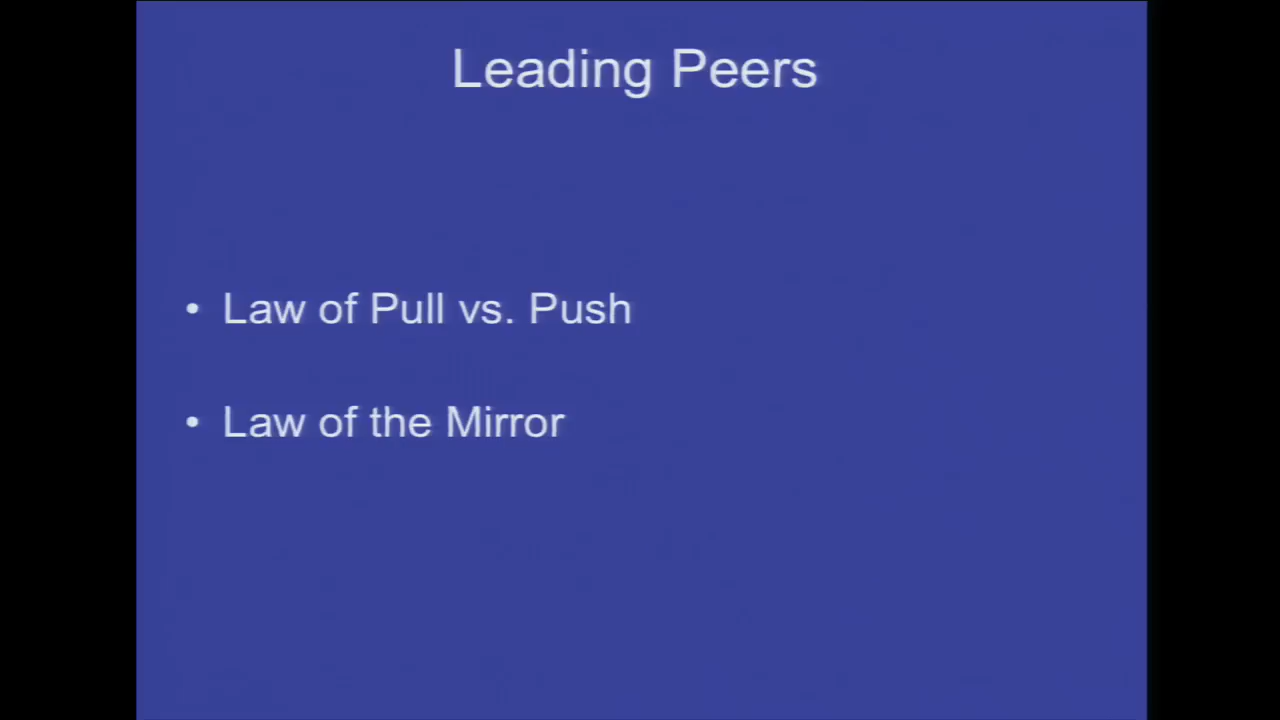 Leading Peers
• Law of Pull vs. Push
• Law of the Mirror